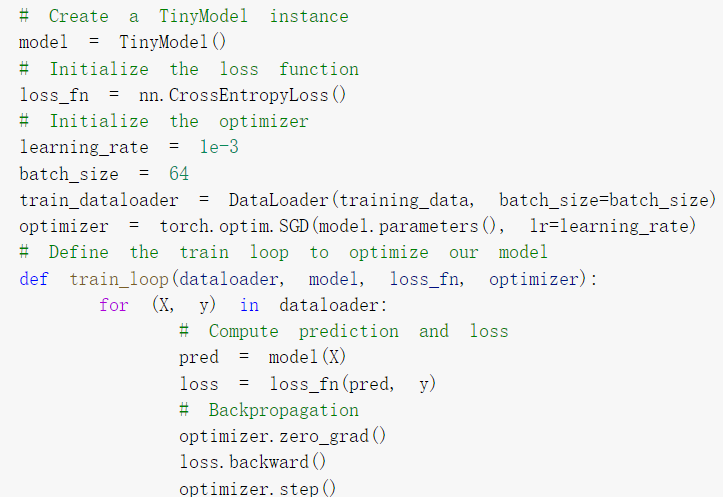 # Create a TinyModel instance
model = TinyModel()
# Initialize the loss function
loss_fn = nn.CrossEntropyLoss()
# Initialize the optimizer
learning_rate = 1e-3
batch_size = 64
train_dataloader = DataLoader(training_data, batch_size=batch_size)
optimizer = torch.optim.SGD(model.parameters(), lr=learning_rate)
# Define the train loop to optimize our model
def train_loop(dataloader, model, loss_fn, optimizer):
        for (X, y) in dataloader:
                # Compute prediction and loss
                pred = model(X)
                loss = loss_fn(pred, y)
                # Backpropagation
                optimizer.zero_grad()
                loss.backward()
                optimizer.step()